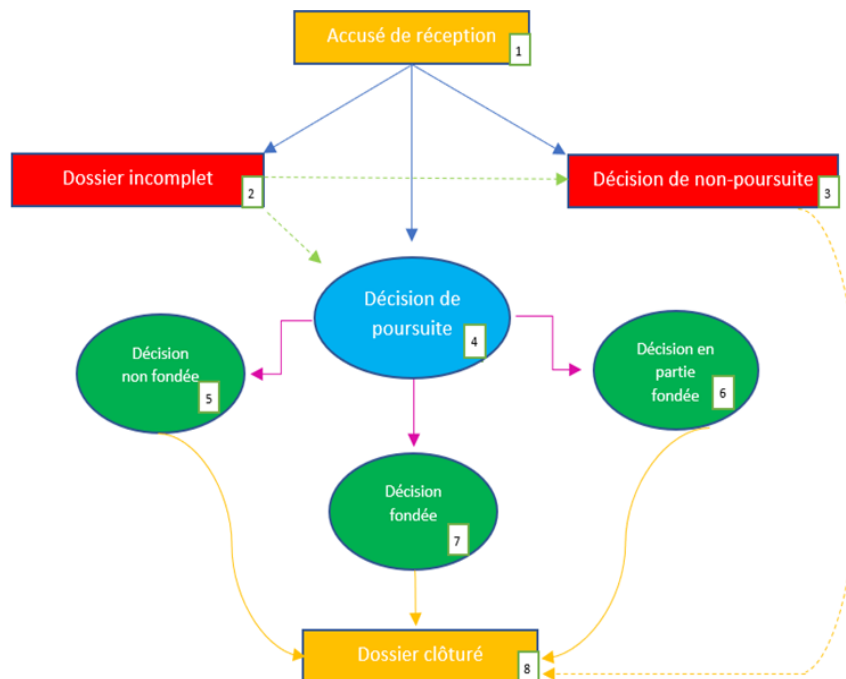 Accusé de réception
1
Dossier incomplet
2
Décision de non-poursuite
3
Décision de
poursuite
4
Décision
non fondée
5
Décision en
partie
fondée
6
Décision
fondée
7
Dossier clôturé
8